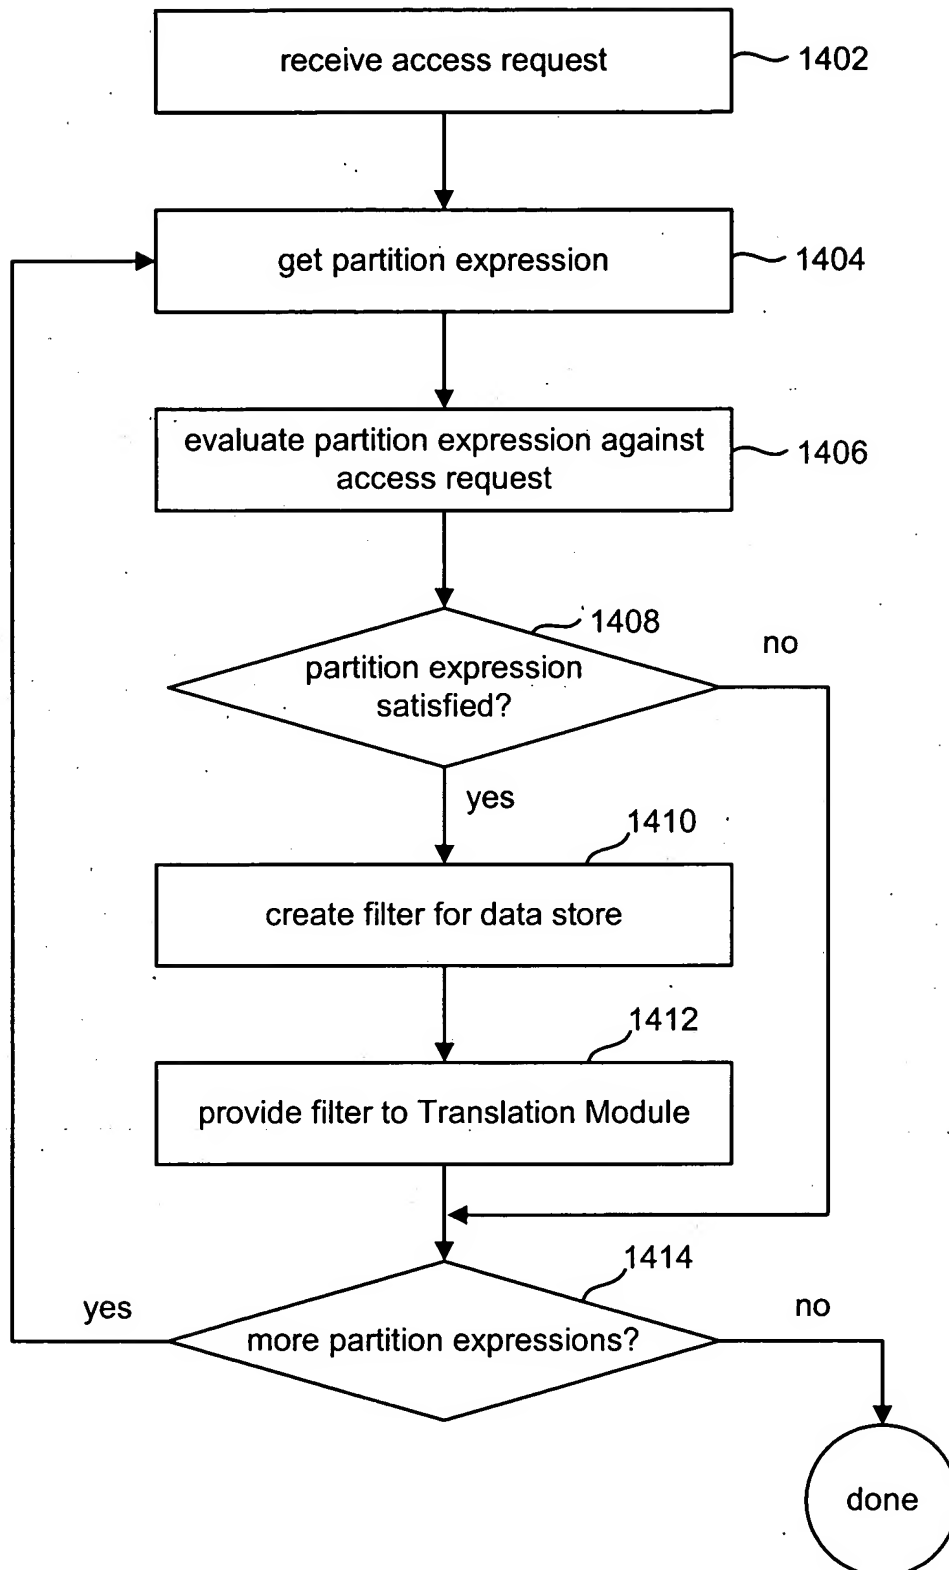 receive access request
1402
get partition expression
1404
evaluate partition expression against
access request
1406
1408
no
partition expression
satisfied?
yes
1410
create filter for data store
1412
provide filter to Translation Module
1414
yes
no
more partition expressions?
done